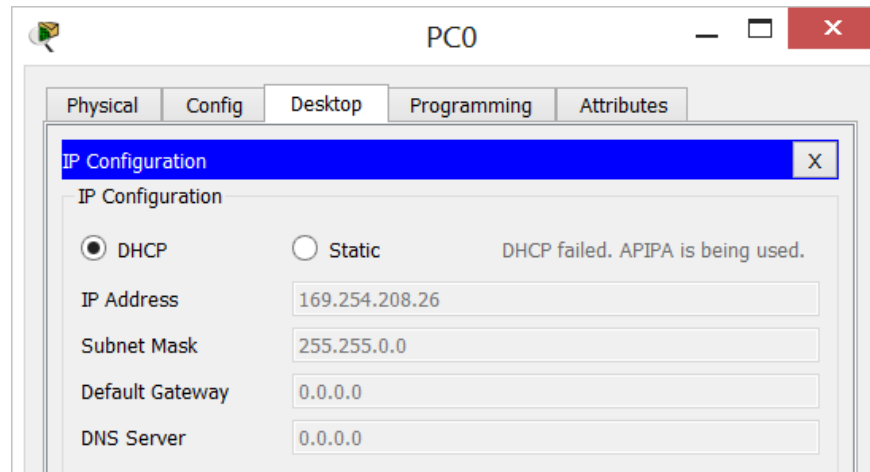 PC0
Physical Config Desktop Programming Attributes
IP Configuration X
IP Configuration
DHCP Static DHCP failed. APIPA is being used.
IP Address 169.254.208.26
Subnet Mask 255.255.0.0
Default Gateway 0.0.0.0
DNS Server 0.0.0.0